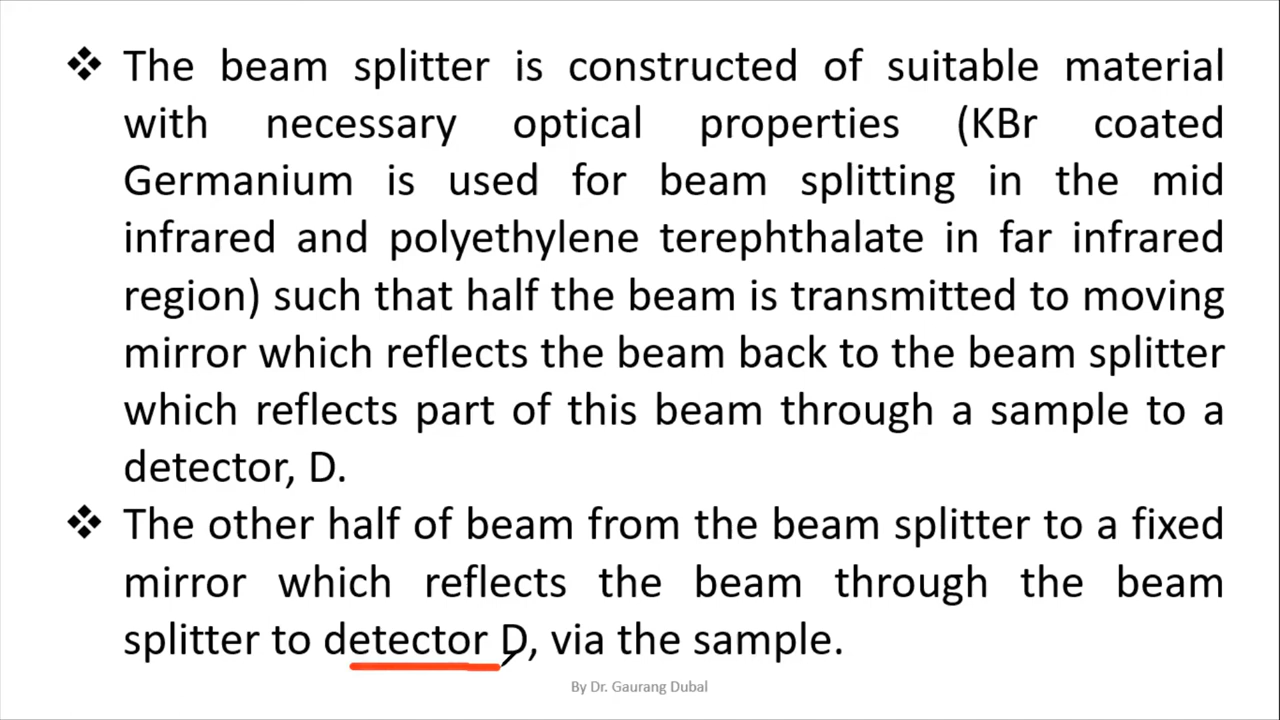 ❖ The beam splitter is constructed of suitable material
with necessary optical properties (KBr coated
Germanium is used for beam splitting in the mid
infrared and polyethylene terephthalate in far infrared
region) such that half the beam is transmitted to moving
mirror which reflects the beam back to the beam splitter
which reflects part of this beam through a sample to a
detector, D.
❖ The other half of beam from the beam splitter to a fixed
mirror which reflects the beam through the beam
splitter to detector D, via the sample.
By Dr. Gaurang Dubal